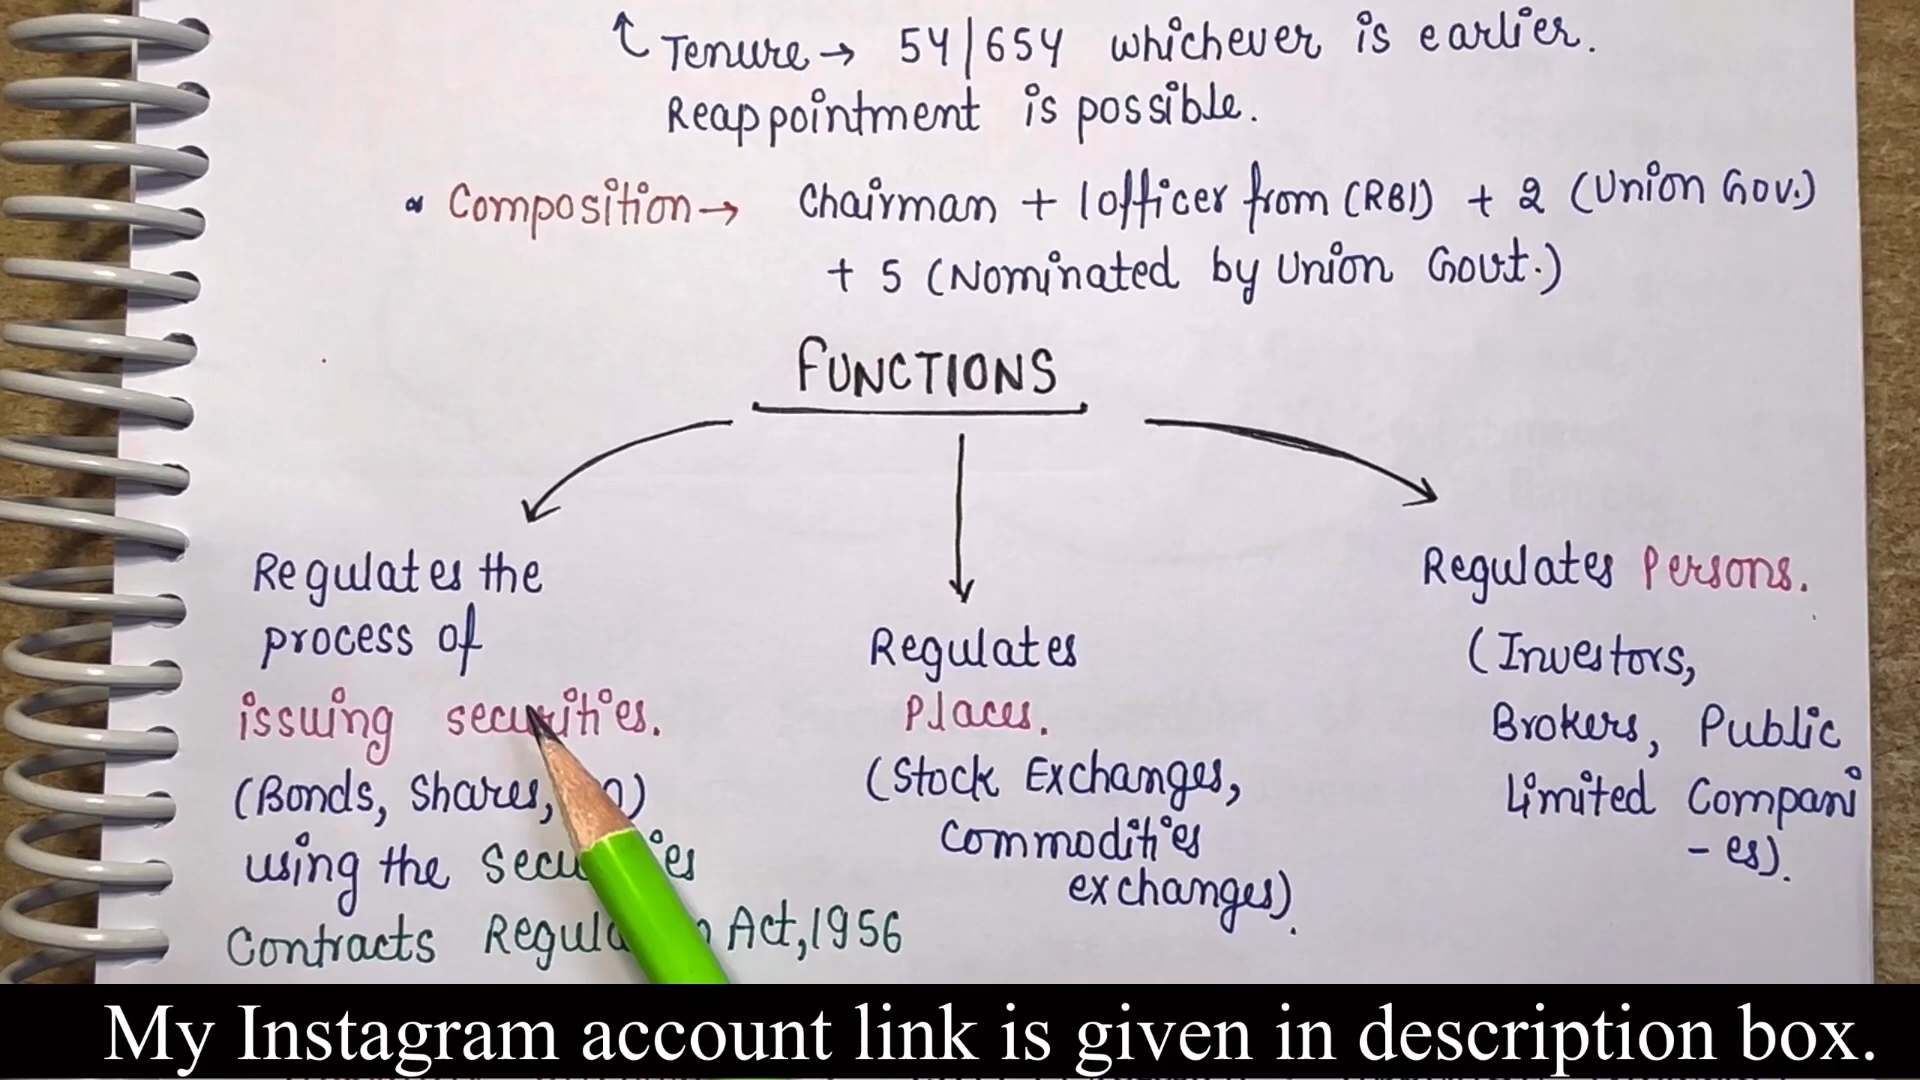 Tenure → 5Y/65Y whichever is earlier.
Reappointment is possible.
Composition → Chairman + 1 officer from (RBI) + 2 (Union Gov.)
+ 5 (Nominated by Union Govt.)
FUNCTIONS
Regulates the
process of
issuing securities.
(Bonds, Shares,
using the
Contracts Act, 1956
Regulates
Places.
(Stock Exchanges,
Commodities
exchanges).
Regulates Persons.
(Investors,
Brokers, Public
Limited Compani
- es).
My Instagram account link is given in description box.